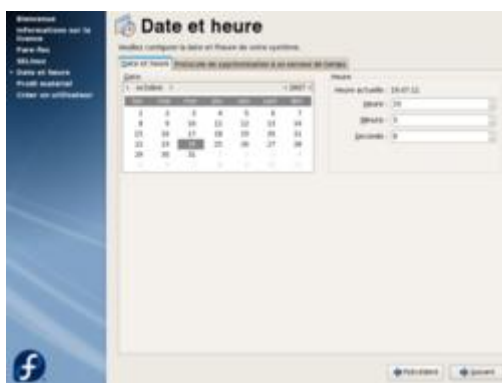 Bienvenue
Informations sur la
licence
Pare-feu
SELinux
Date et heure
Profil matériel
Créer un utilisateur
Date et heure
Veuillez configurer la date et l'heure de votre système.
Date et heure
Date
octobre
2007
1 2 3 4 5 6 7
8 9 10 11 12 13 14
15 16 17 18 19 20 21
22 23 24 25 26 27 28
29 30 31
Heure
Heure actuelle :
Heure :
Minute :
Seconde :
Précédent
Suivant